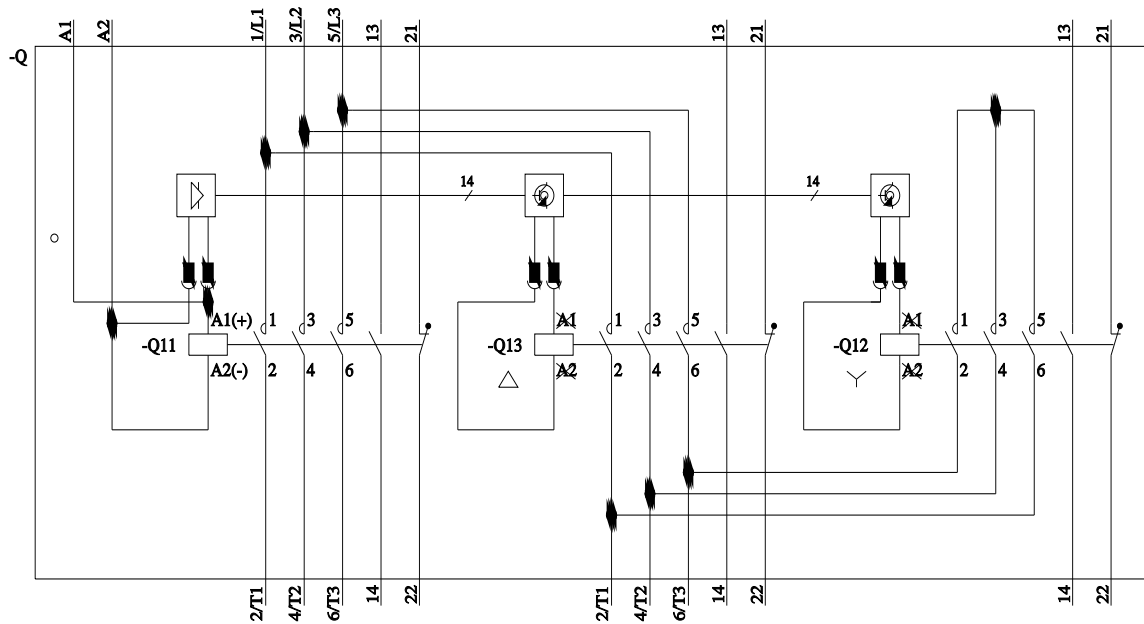 A1 A2 1/L1 3/L2 5/L3 13 21 13 21 13 21
-Q
14 14
A1(+) 1 3 5 A1 1 3 5 A1 1 3 5
-Q11 -Q13 -Q12
A2(-) 2 4 6 A2 2 4 6 A2 2 4 6
2/T1 4/T2 6/T3 14 22 2/T1 4/T2 6/T3 14 22 14 22